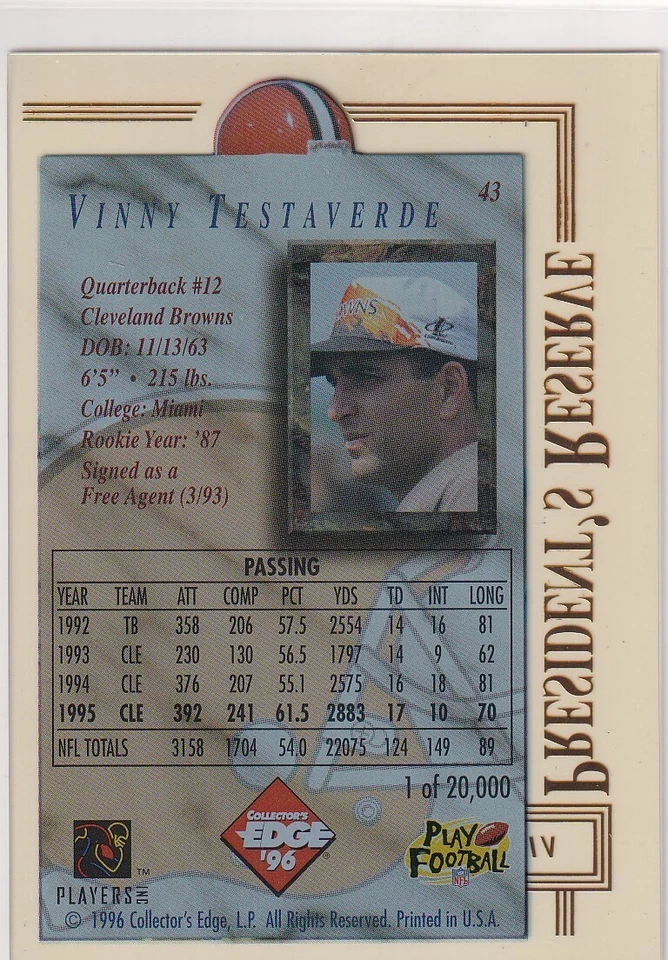 43
VINNY TESTAVERDE
Quarterback #12
Cleveland Browns
DOB: 11/13/63
6'5" • 215 lbs.
College: Miami
Rookie Year: '87
Signed as a
Free Agent (3/93)
WNS
PASSING
YEAR TEAM ATT COMP PCT YDS TD INT LONG
1992 TB 358 206 57.5 2554 14 16 81
1993 CLE 230 130 56.5 1797 14 9 62
1994 CLE 376 207 55.1 2575 16 18 81
1995 CLE 392 241 61.5 2883 17 10 70
NFL TOTALS 3158 1704 54.0 22075 124 149 89
1 of 20,000
COLLECTOR'S
EDGE
'96 ®
PLAY
FOOTBALL
NFL
PLAYERS INC ™
© 1996 Collector's Edge, L.P. All Rights Reserved. Printed in U.S.A.
PRESIDENT'S RESERVE